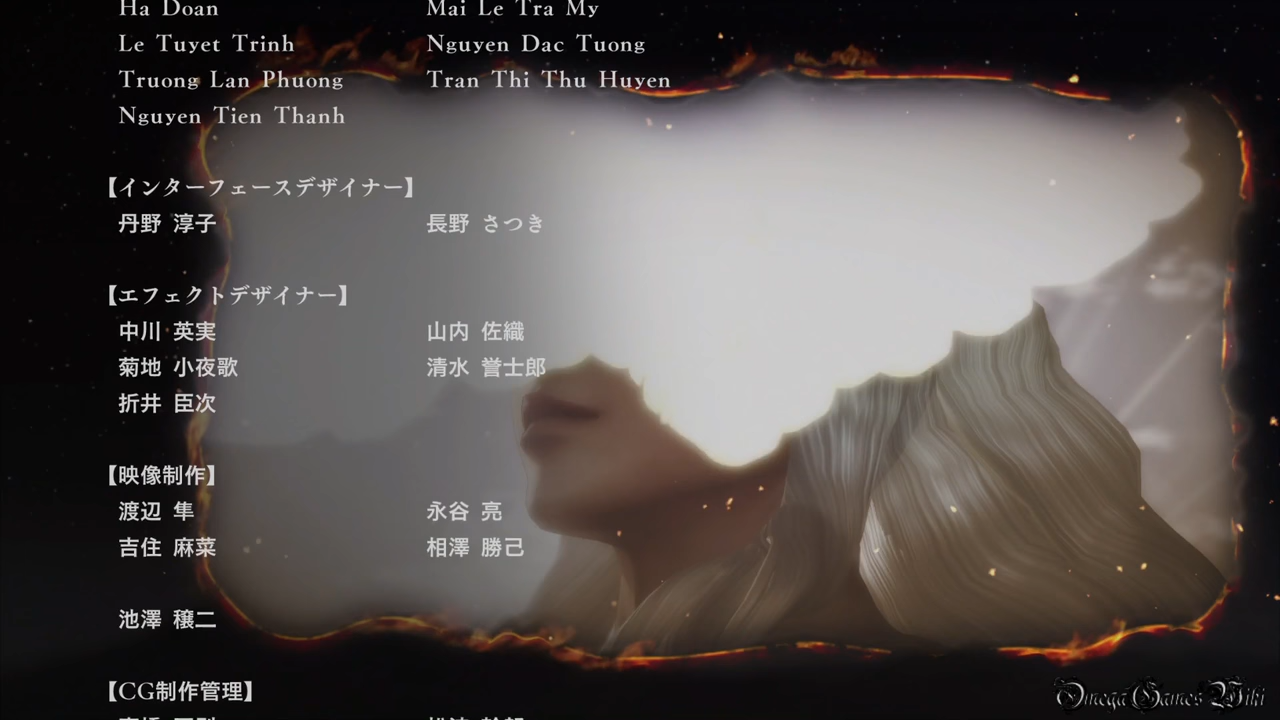 Ha Doan Mai Le Tra My
Le Tuyet Trinh Nguyen Dac Tuong
Truong Lan Phuong Tran Thi Thu Huyen
Nguyen Tien Thanh
【インターフェースデザイナー】
丹野 淳子 長野 さつき
【エフェクトデザイナー】
中川 英実 山内 佐織
菊地 小夜歌 清水 誉士郎
折井 臣次
【映像制作】
渡辺 隼 永谷 亮
吉住 麻菜 相澤 勝己
池澤 穣二
【CG制作管理】
Omega Games Wiki